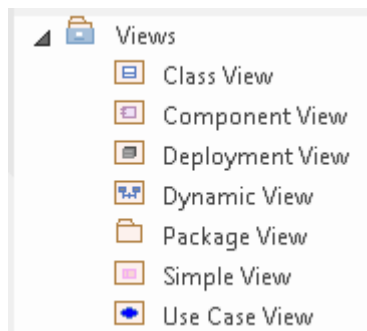 Views
Class View
Component View
Deployment View
Dynamic View
Package View
Simple View
Use Case View